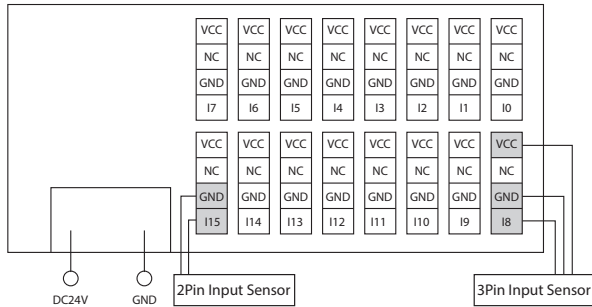 VCC VCC VCC VCC VCC VCC VCC VCC
NC NC NC NC NC NC NC NC
GND GND GND GND GND GND GND GND
I7 I6 I5 I4 I3 I2 I1 I0
VCC VCC VCC VCC VCC VCC VCC VCC
NC NC NC NC NC NC NC NC
GND GND GND GND GND GND GND GND
I15 I14 I13 I12 I11 I10 I9 I8
DC24V GND 2Pin Input Sensor 3Pin Input Sensor